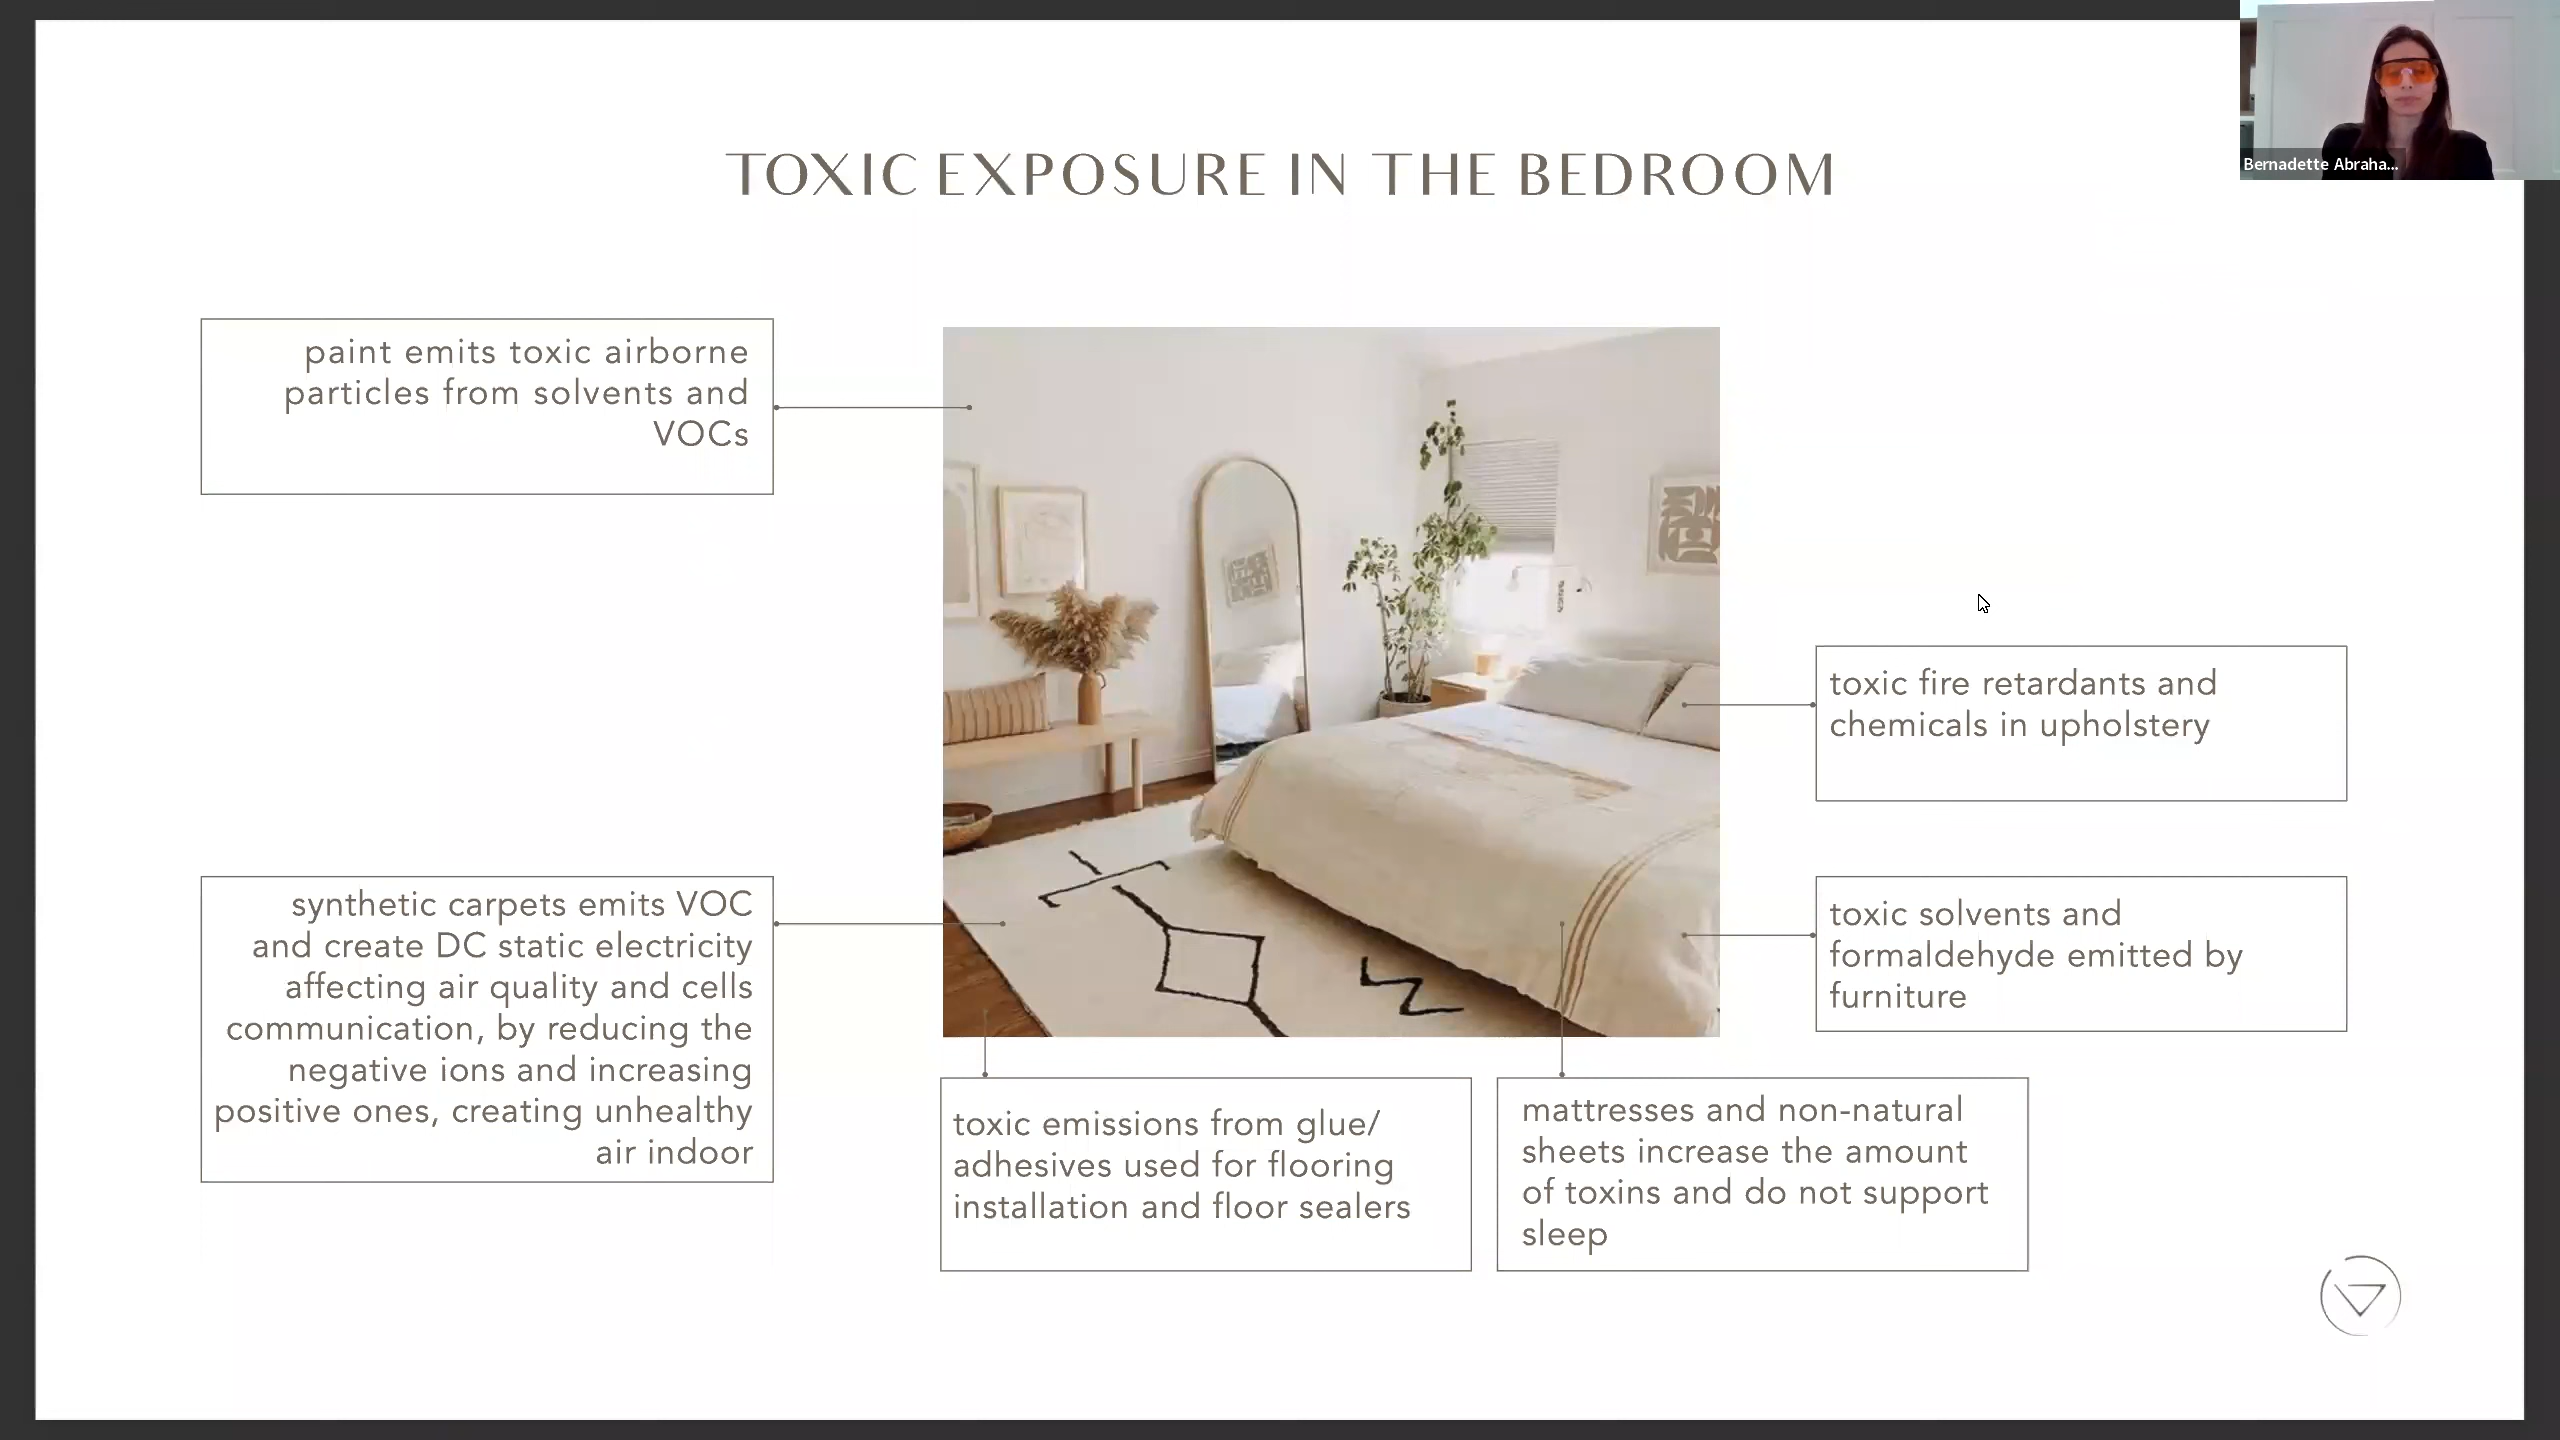 Bernadette Abraha...
TOXIC EXPOSURE IN THE BEDROOM
paint emits toxic airborne
particles from solvents and
VOCs
toxic fire retardants and
chemicals in upholstery
synthetic carpets emits VOC
and create DC static electricity
affecting air quality and cells
communication, by reducing the
negative ions and increasing
positive ones, creating unhealthy
air indoor
toxic solvents and
formaldehyde emitted by
furniture
toxic emissions from glue/
adhesives used for flooring
installation and floor sealers
mattresses and non-natural
sheets increase the amount
of toxins and do not support
sleep